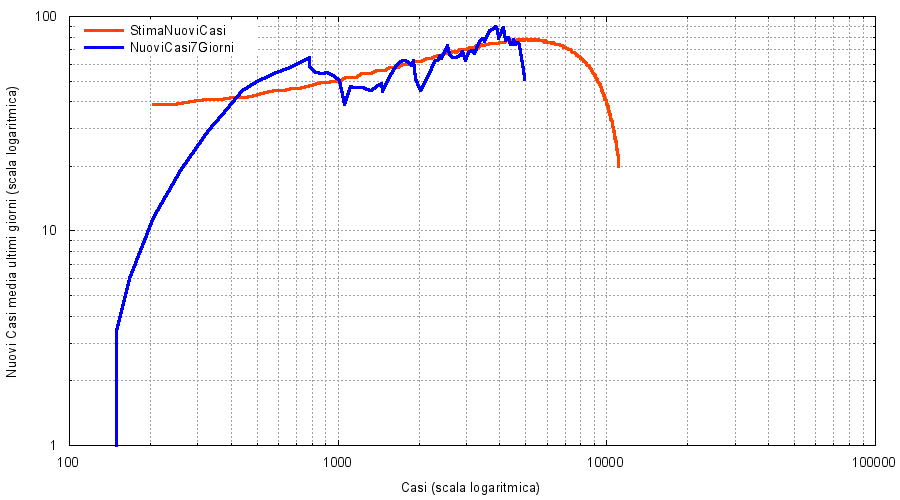 100
StimaNuoviCasi
NuoviCasi7Giorni
Nuovi Casi media ultimi giorni (scala logaritmica)
10
1
100
1000
10000
100000
Casi (scala logaritmica)